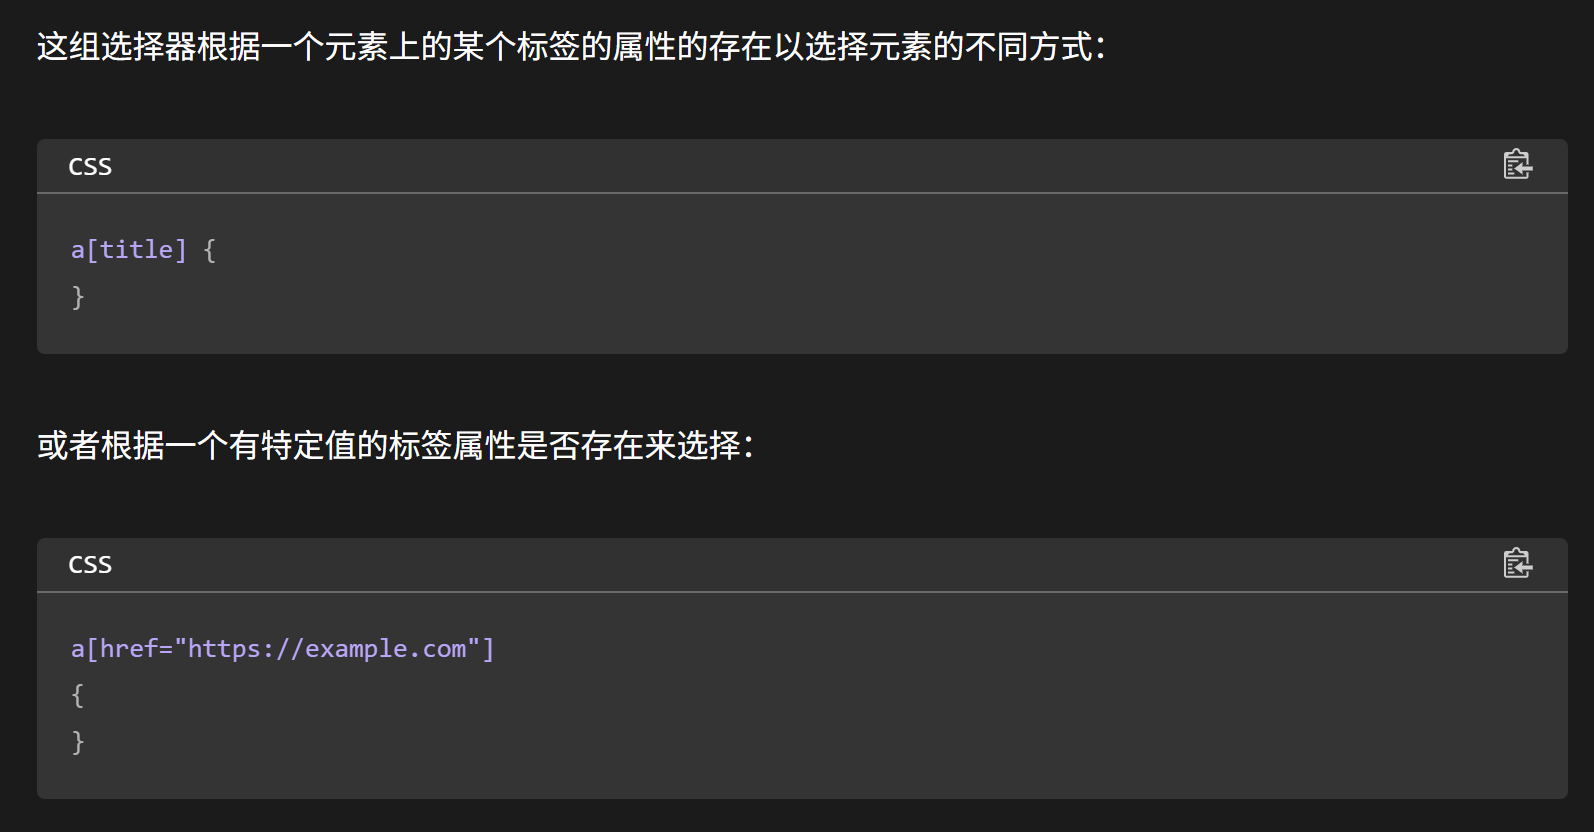 这组选择器根据一个元素上的某个标签的属性的存在以选择元素的不同方式：
CSS
a[title] {
}
或者根据一个有特定值的标签属性是否存在来选择：
CSS
a[href="https://example.com"]
{
}